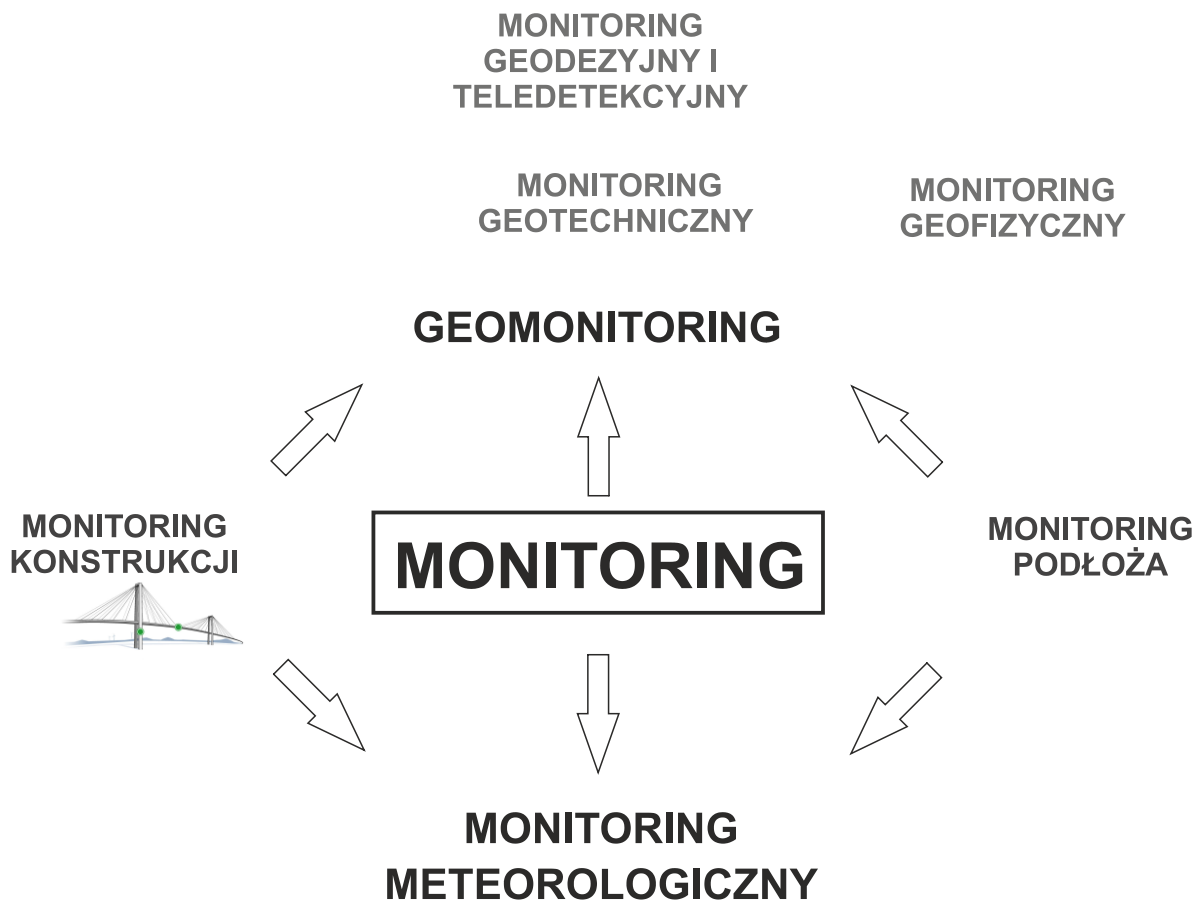 MONITORING
GEODEZYJNY I
TELEDETEKCYJNY
MONITORING
GEOTECHNICZNY
MONITORING
GEOFIZYCZNY
GEOMONITORING
MONITORING
KONSTRUKCJI
MONITORING
MONITORING
PODŁOŻA
MONITORING
METEOROLOGICZNY